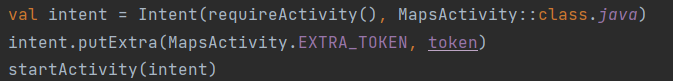 val intent = Intent(requireActivity(), MapsActivity::class.java)
intent.putExtra(MapsActivity.EXTRA_TOKEN, token)
startActivity(intent)